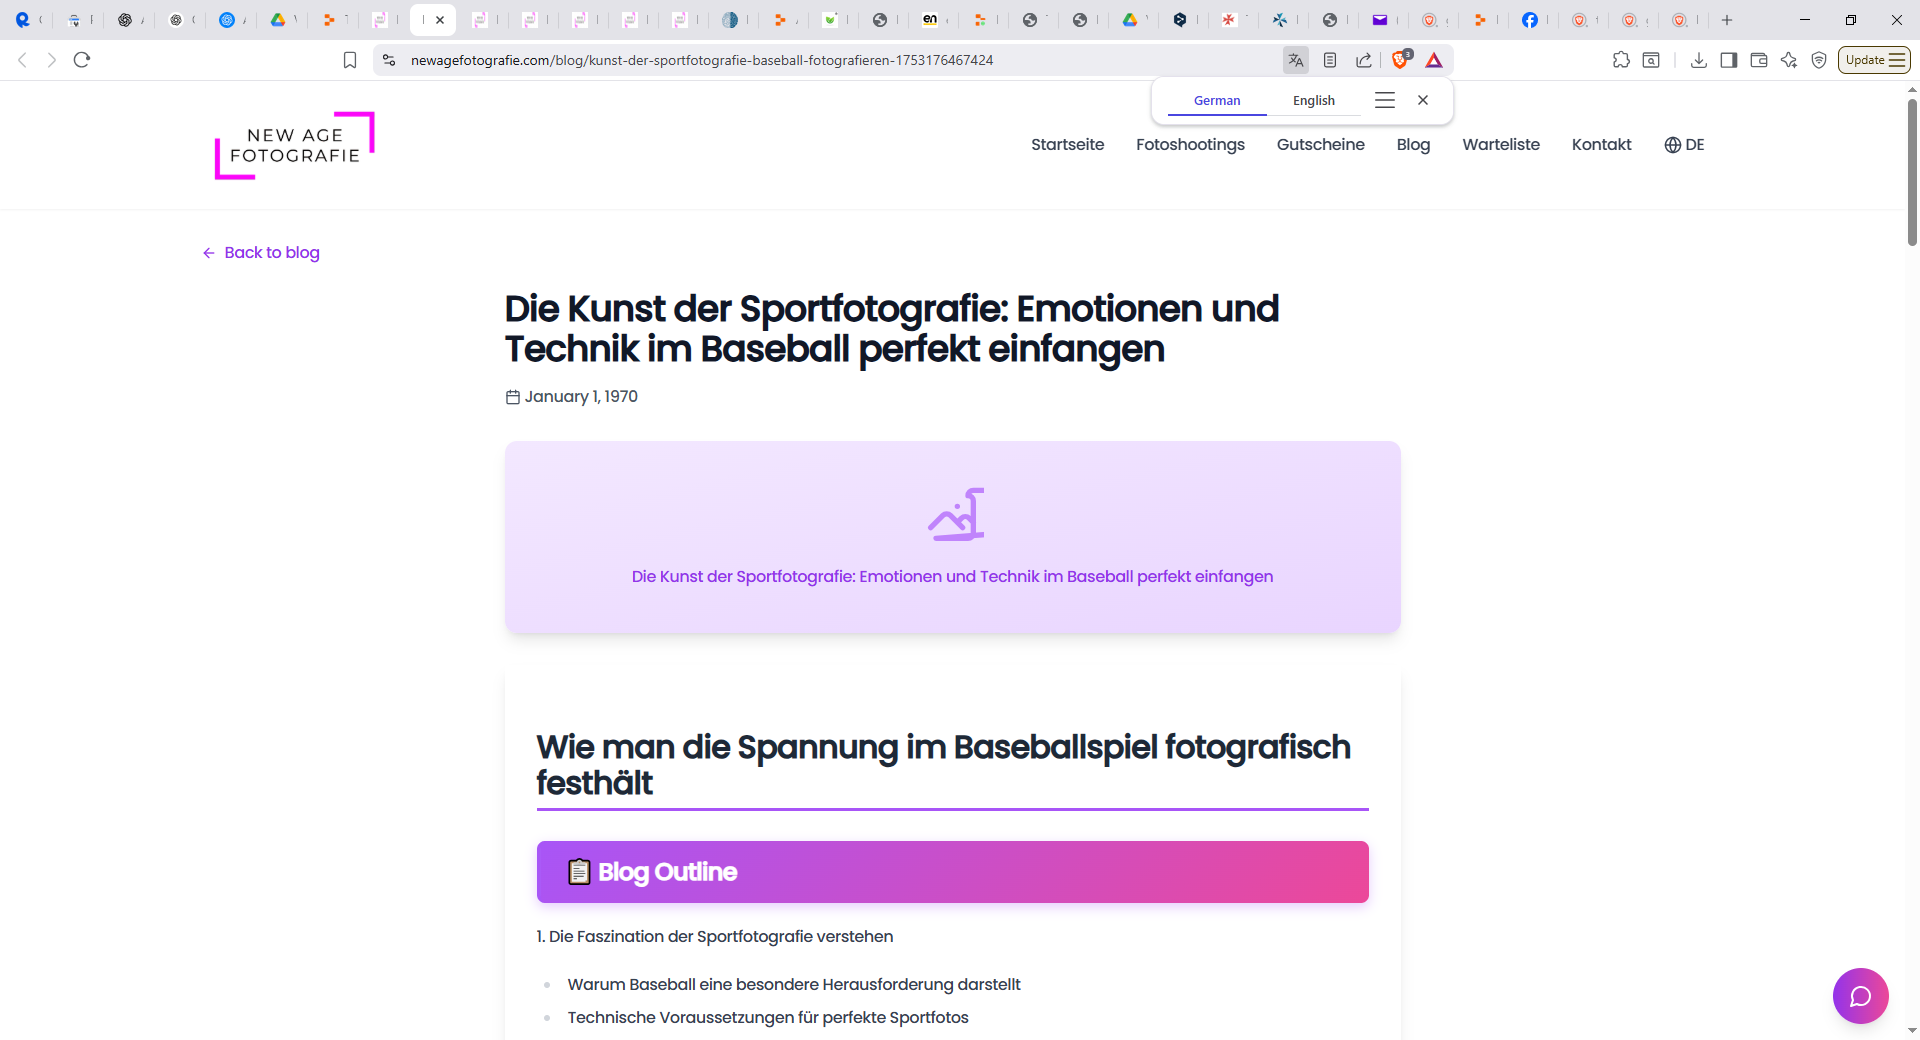 newagefotografie.com/blog/kunst-der-sportfotografie-baseball-fotografieren-1753176467424
3
Update
German
English
NEW AGE
FOTOGRAFIE
Startseite
Fotoshootings
Gutscheine
Blog
Warteliste
Kontakt
DE
Back to blog
Die Kunst der Sportfotografie: Emotionen und
Technik im Baseball perfekt einfangen
January 1, 1970
Die Kunst der Sportfotografie: Emotionen und Technik im Baseball perfekt einfangen
Wie man die Spannung im Baseballspiel fotografisch
festhält
Blog Outline
1. Die Faszination der Sportfotografie verstehen
Warum Baseball eine besondere Herausforderung darstellt
Technische Voraussetzungen für perfekte Sportfotos